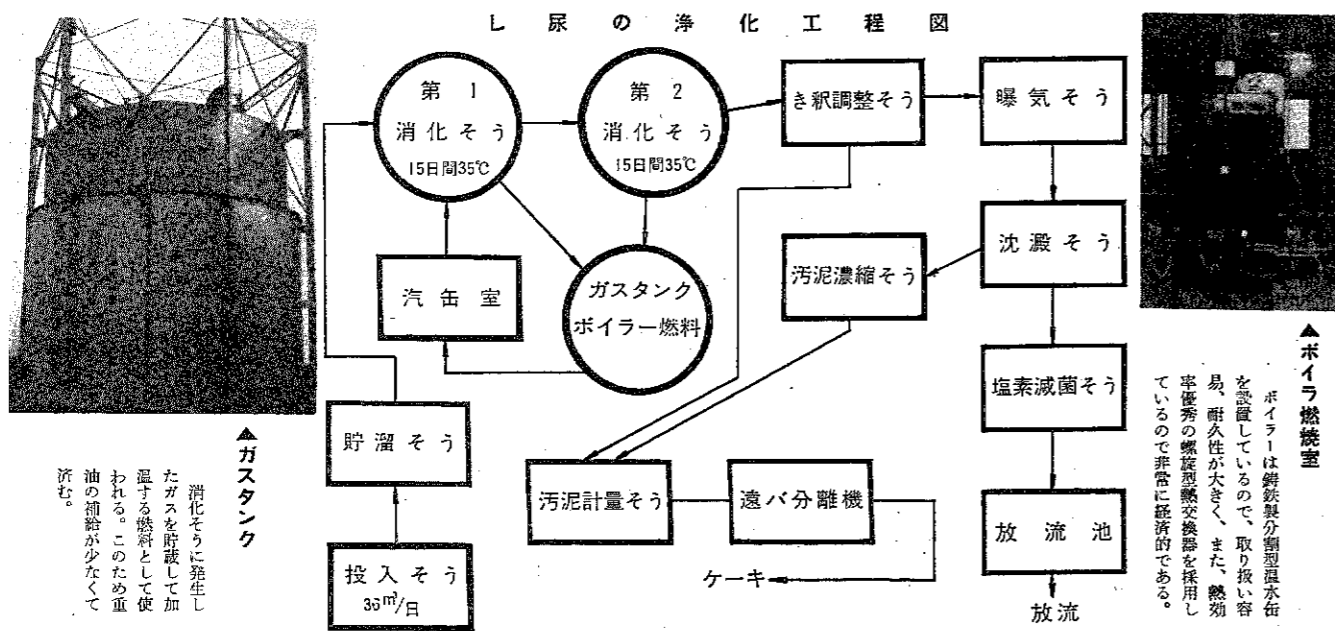 し尿の浄化工程図
第1
消化そう
15日間35℃
第2
消化そう
15日間35℃
き釈調整そう
曝気そう
沈澱そう
汚泥濃縮そう
汽缶室
ガスタンク
ボイラー燃料
塩素滅菌そう
貯溜そう
汚泥計量そう
遠バ分離機
放流池
投入そう
36㎥/日
ケーキ
放流
▲ガスタンク
消化そうに発生し
たガスを貯蔵して加
温する燃料として使
われる。このため重
油の補給が少なくて
済む。
▲ボイラ燃焼室
ボイラーは鋳鉄製分割型温水缶
を設置しているので、取り扱い容
易、耐久性が大きく、また、熱効
率優秀の螺旋型熱交換器を採用し
ているので非常に経済的である。